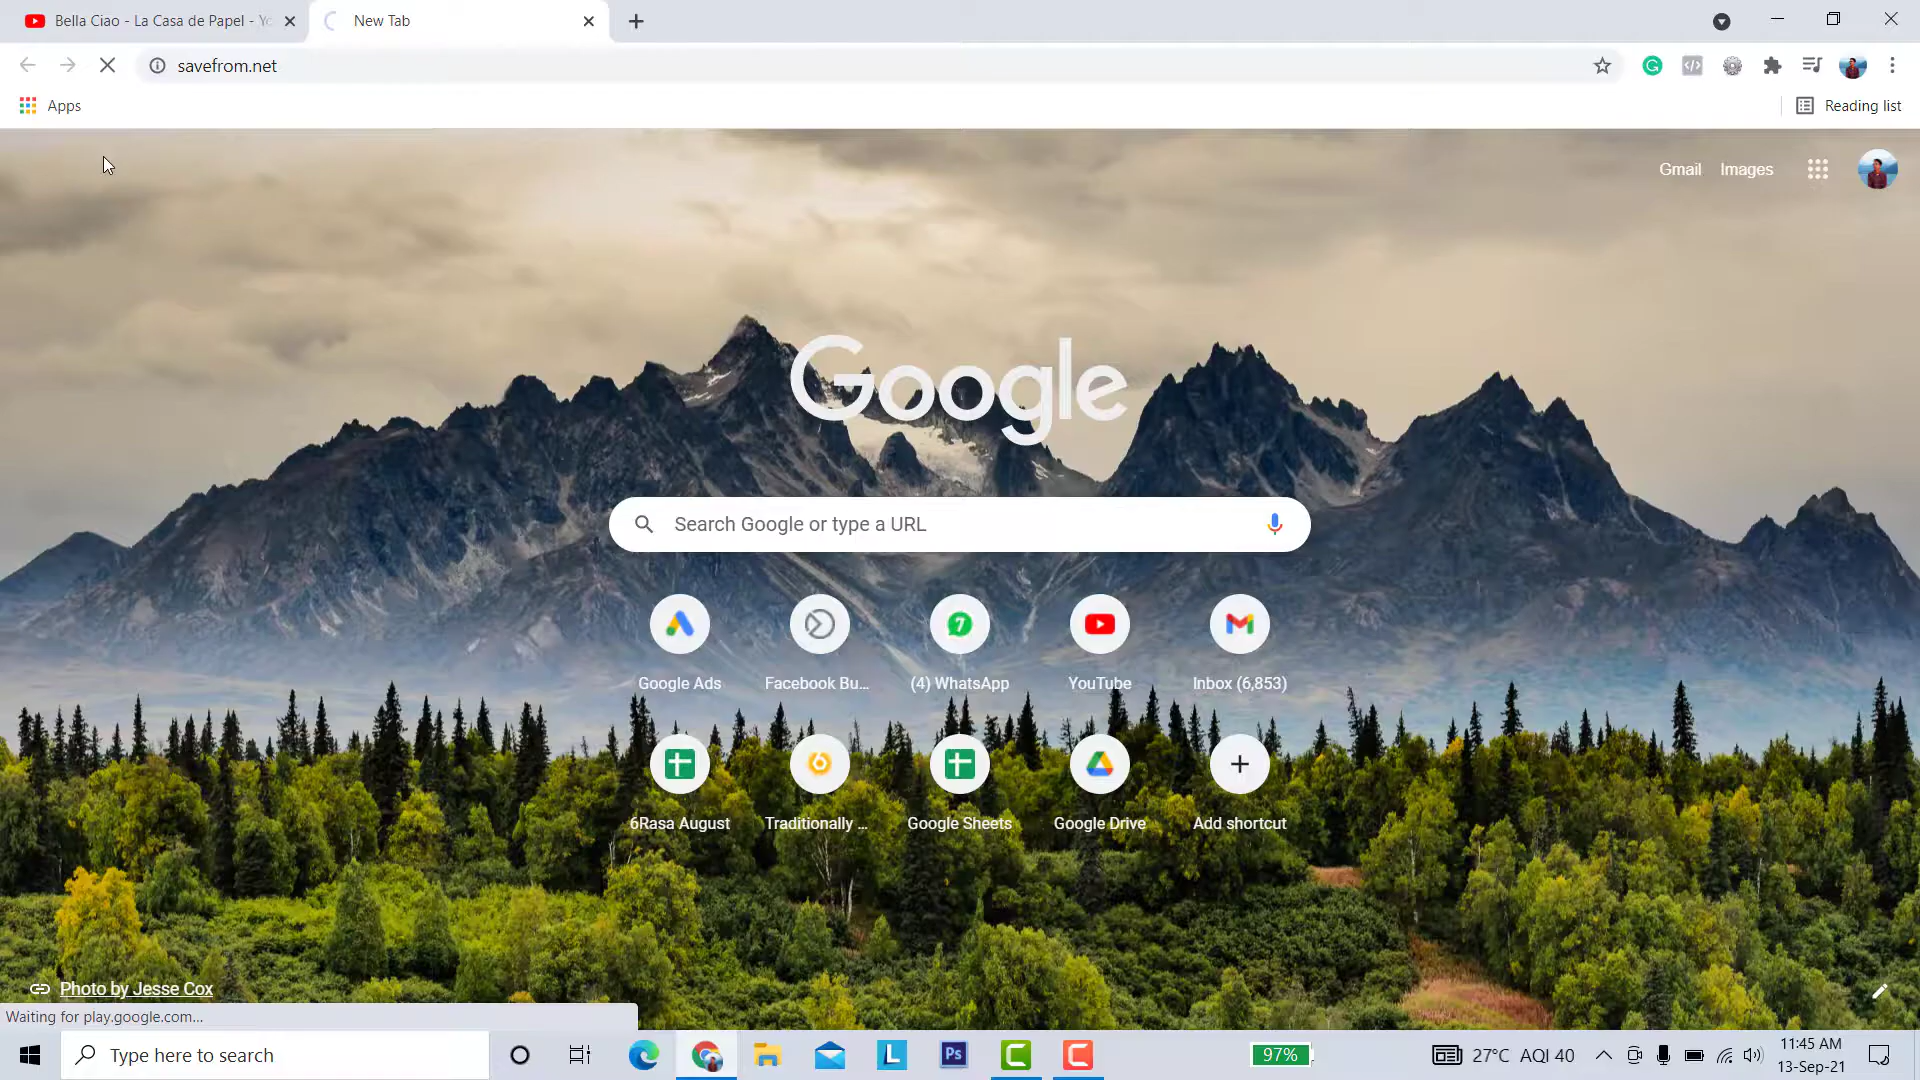 Bella Ciao - La Casa de Papel - Yo
New Tab
savefrom.net
Apps
Reading list
Gmail Images
Google
Search Google or type a URL
Google Ads
Facebook Bu...
(4) WhatsApp
YouTube
Inbox (6,853)
6Rasa August
Traditionally ...
Google Sheets
Google Drive
Add shortcut
Photo by Jesse Cox
Waiting for play.google.com...
Type here to search
L
Ps
97%
27°C AQI 40
11:45 AM
13-Sep-21